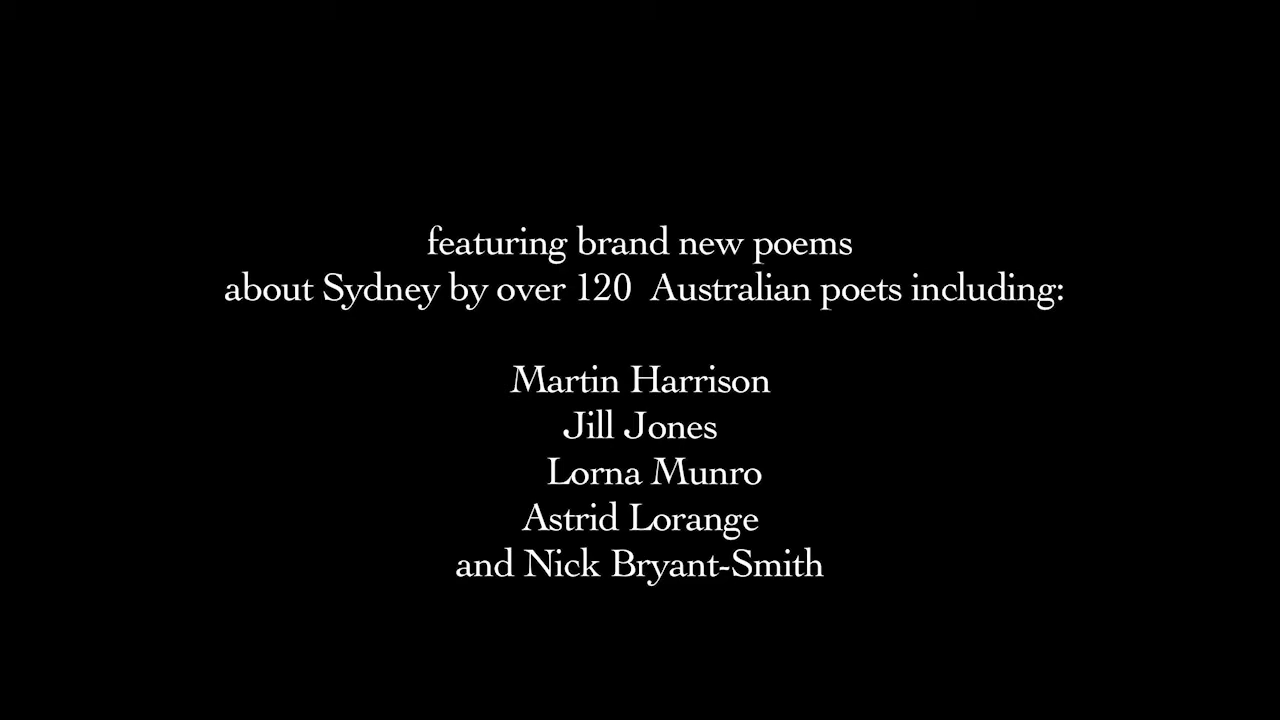 featuring brand new poems
about Sydney by over 120  Australian poets including:
Martin Harrison
Jill Jones
Lorna Munro
Astrid Lorange
and Nick Bryant-Smith